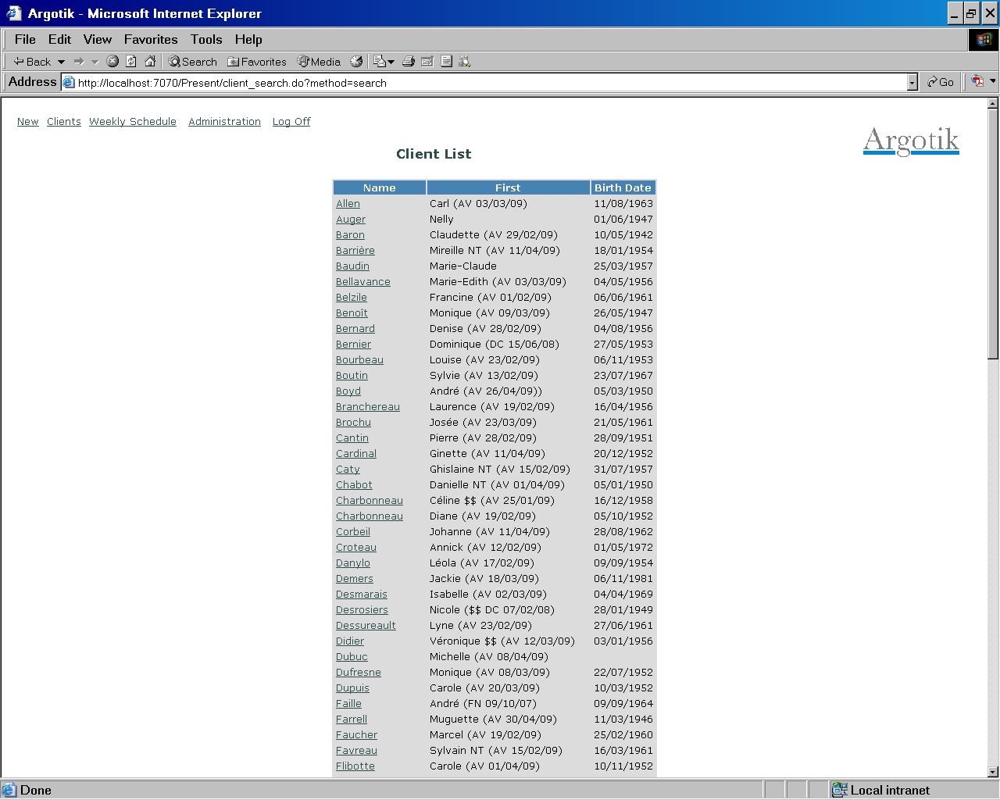 Argotik - Microsoft Internet Explorer
File Edit View Favorites Tools Help
Back Search Favorites Media
Address http://localhost:7070/Present/client_search.do?method=search Go
New Clients Weekly Schedule Administration Log Off
Argotik
Client List
Name First Birth Date
Allen Carl (AV 03/03/09) 11/08/1963
Auger Nelly 01/06/1947
Baron Claudette (AV 29/02/09) 10/05/1942
Barrière Mireille NT (AV 11/04/09) 18/01/1954
Baudin Marie-Claude 25/03/1957
Bellavance Marie-Edith (AV 03/03/09) 04/05/1956
Belzile Francine (AV 01/02/09) 06/06/1961
Benoît Monique (AV 09/03/09) 26/05/1947
Bernard Denise (AV 28/02/09) 04/08/1956
Bernier Dominique (DC 15/06/08) 27/05/1953
Bourbeau Louise (AV 23/02/09) 06/11/1953
Boutin Sylvie (AV 13/02/09) 23/07/1967
Boyd André (AV 26/04/09)) 05/03/1950
Branchereau Laurence (AV 19/02/09) 16/04/1956
Brochu Josée (AV 23/03/09) 21/05/1961
Cantin Pierre (AV 28/02/09) 28/09/1951
Cardinal Ginette (AV 11/04/09) 20/12/1952
Caty Ghislaine NT (AV 15/02/09) 31/07/1957
Chabot Danielle NT (AV 01/04/09) 05/01/1950
Charbonneau Céline $$ (AV 25/01/09) 16/12/1958
Charbonneau Diane (AV 19/02/09) 05/10/1952
Corbeil Johanne (AV 11/04/09) 28/08/1962
Croteau Annick (AV 12/02/09) 01/05/1972
Danylo Léola (AV 17/02/09) 09/09/1954
Demers Jackie (AV 18/03/09) 06/11/1981
Desmarais Isabelle (AV 02/03/09) 04/04/1969
Desrosiers Nicole ($$ DC 07/02/08) 28/01/1949
Dessureault Lyne (AV 23/02/09) 27/06/1961
Didier Véronique $$ (AV 12/03/09) 03/01/1956
Dubuc Michelle (AV 08/04/09)
Dufresne Monique (AV 08/03/09) 22/07/1952
Dupuis Carole (AV 20/03/09) 10/03/1952
Faille André (FN 09/10/07) 09/09/1964
Farrell Muguette (AV 30/04/09) 11/03/1946
Faucher Marcel (AV 19/02/09) 25/02/1960
Favreau Sylvain NT (AV 15/02/09) 16/03/1961
Flibotte Carole (AV 01/04/09) 10/11/1952
Done Local intranet